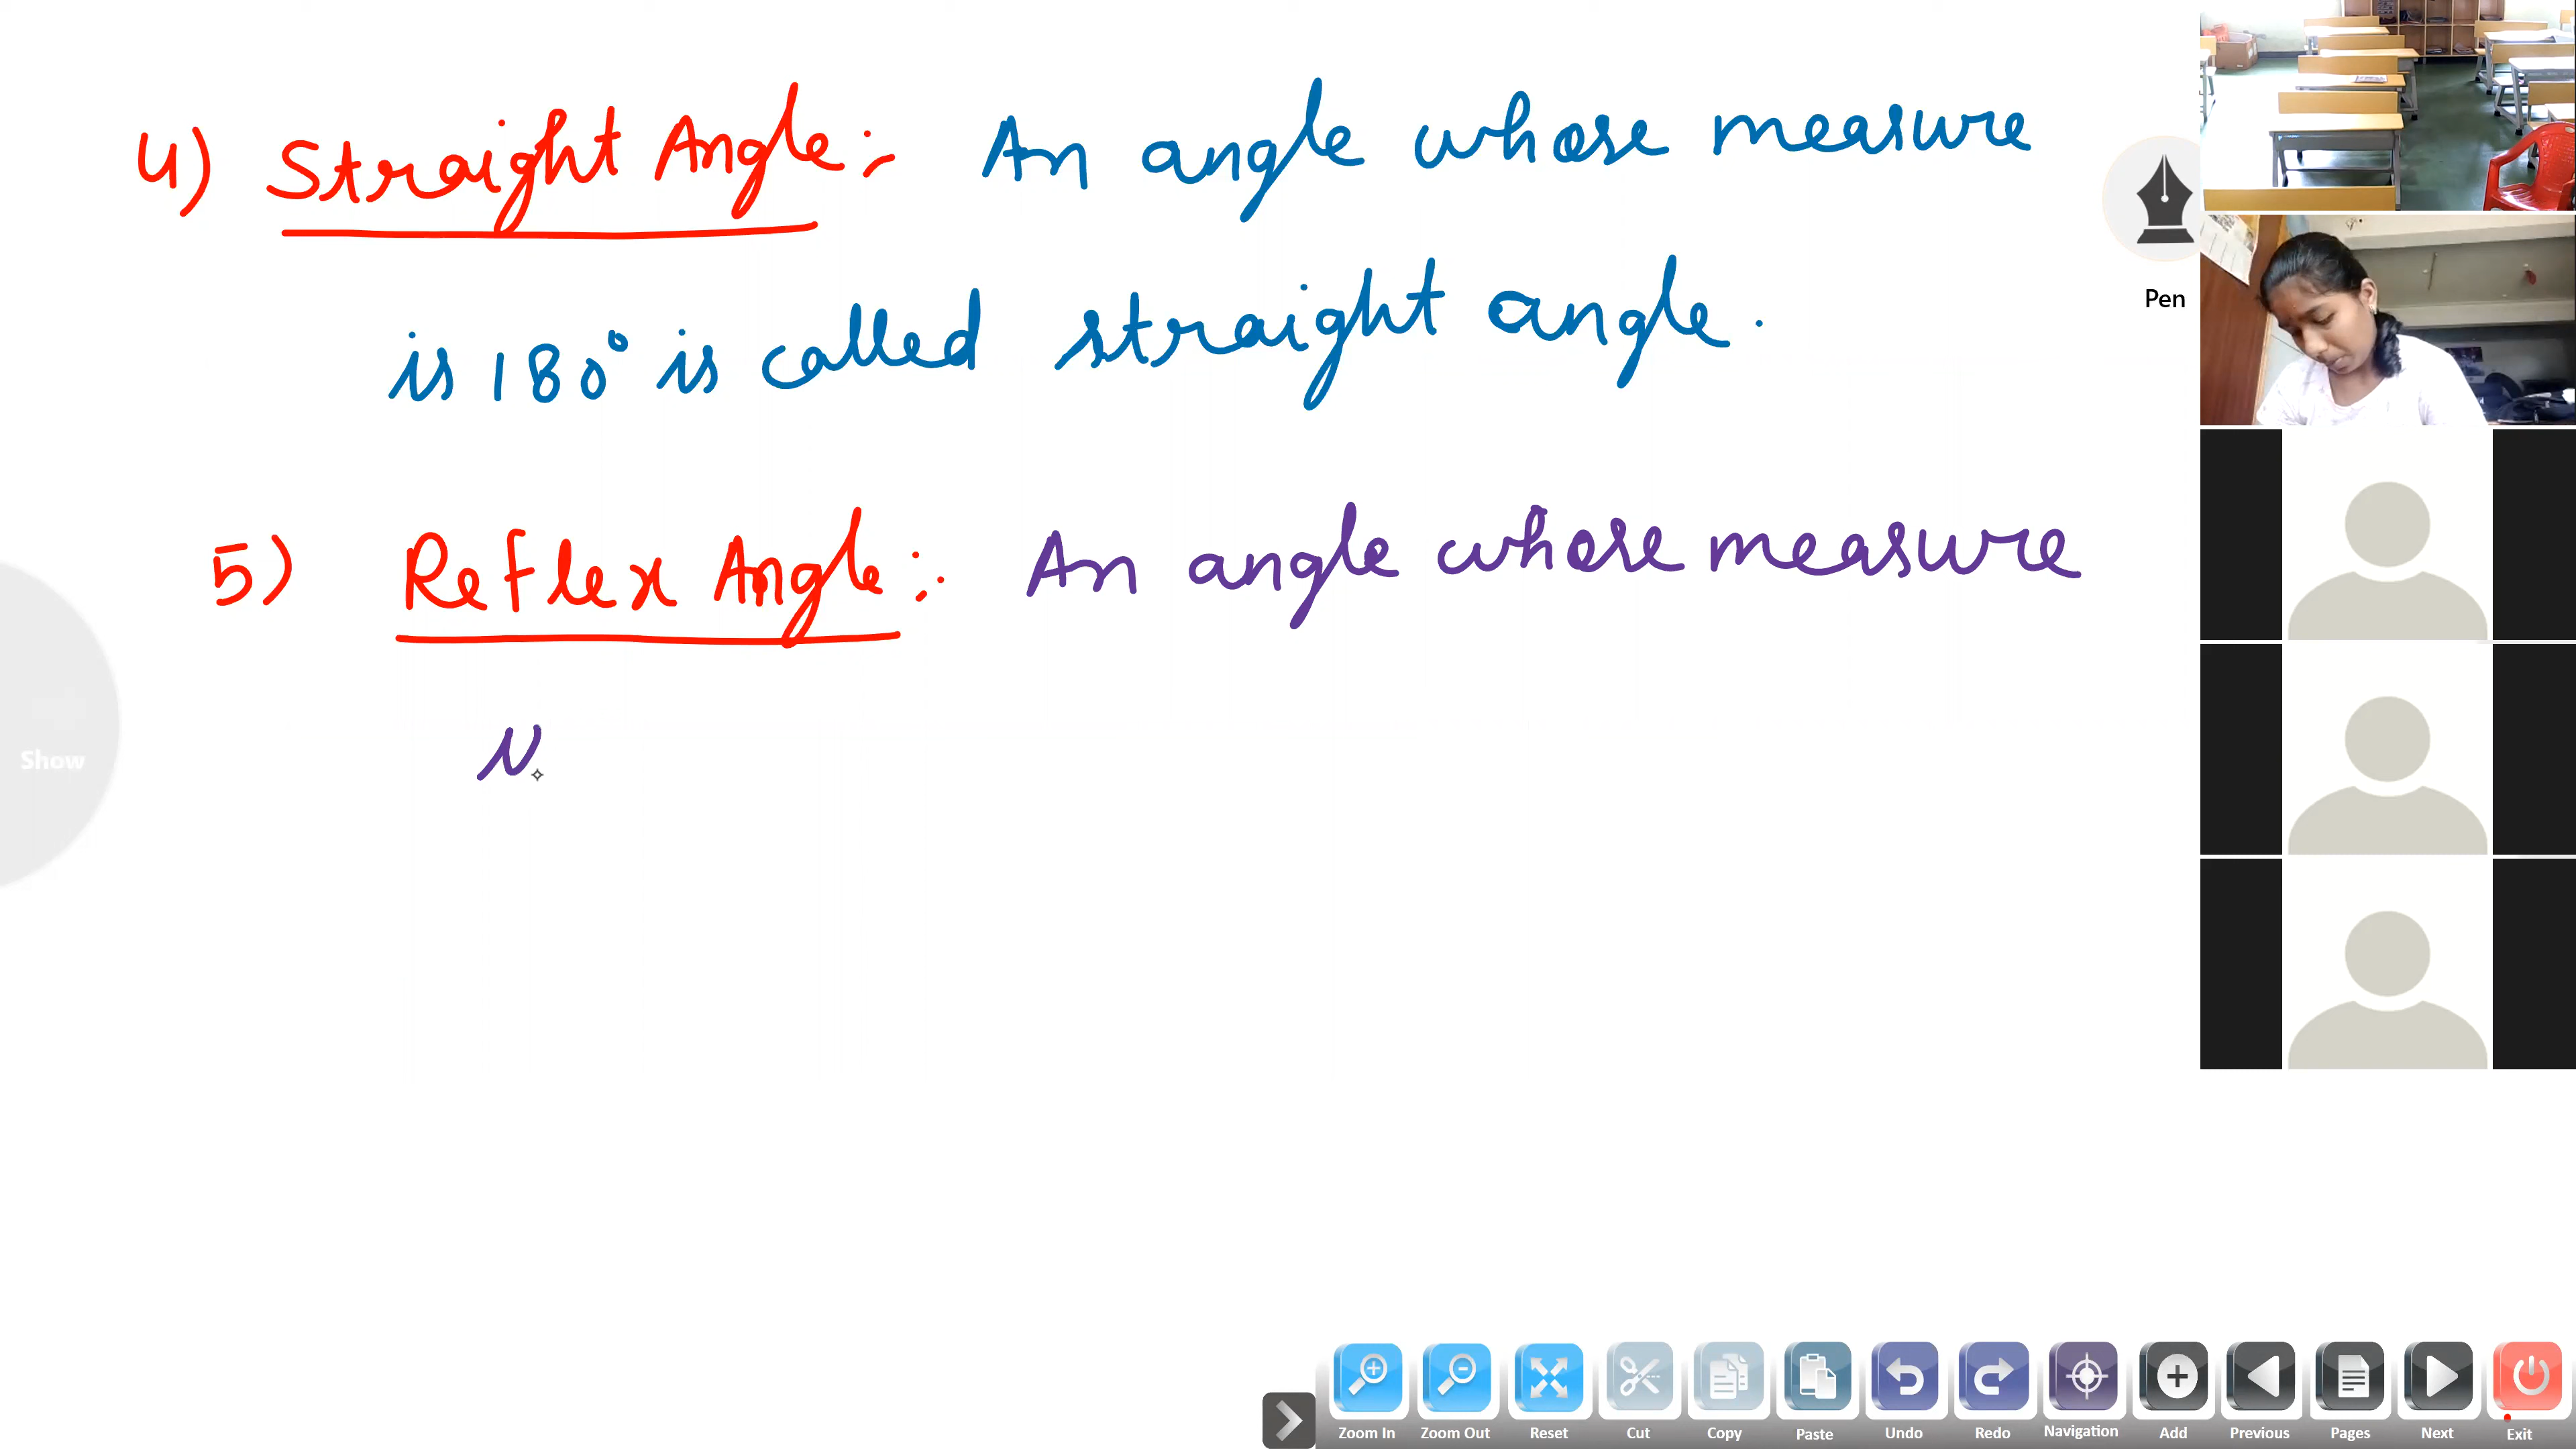 4) Straight Angle:- An angle whose measure
is 180° is called straight angle.
5) Reflex Angle:- An angle whose measure
Pen
Show
Zoom In Zoom Out Reset Cut Copy Paste Undo Redo Navigation Add Previous Pages Next Exit